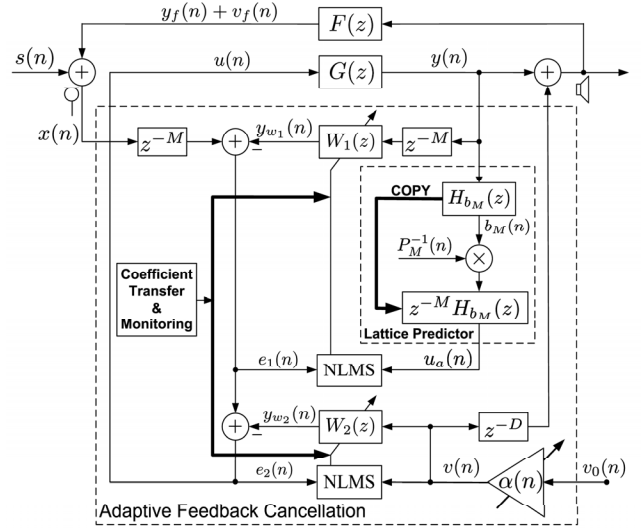 y_f(n) + v_f(n)
F(z)
s(n)
u(n)
G(z)
y(n)
x(n)
z^{-M}
y_{w_1}(n)
W_1(z)
z^{-M}
COPY
H_{b_M}(z)
b_M(n)
P_M^{-1}(n)
Coefficient
Transfer
&
Monitoring
z^{-M} H_{b_M}(z)
Lattice Predictor
e_1(n)
NLMS
u_a(n)
y_{w_2}(n)
W_2(z)
z^{-D}
e_2(n)
NLMS
v(n)
α(n)
v_0(n)
Adaptive Feedback Cancellation